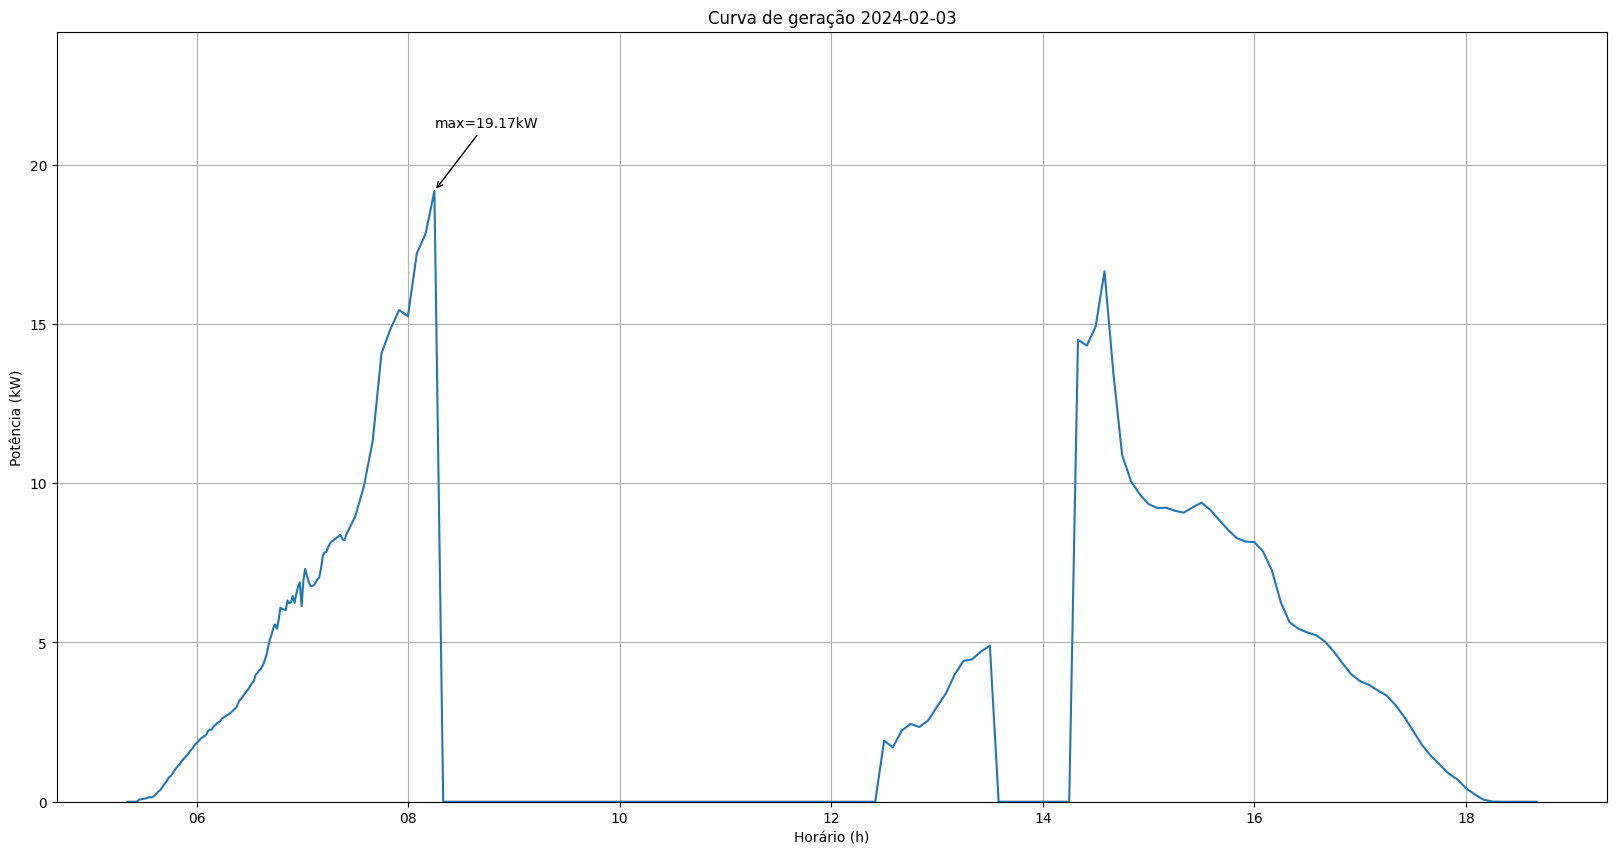 Curva de geração 2024-02-03
max=19.17kW
Potência (kW)
20
15
10
5
0
06 08 10 12 14 16 18
Horário (h)